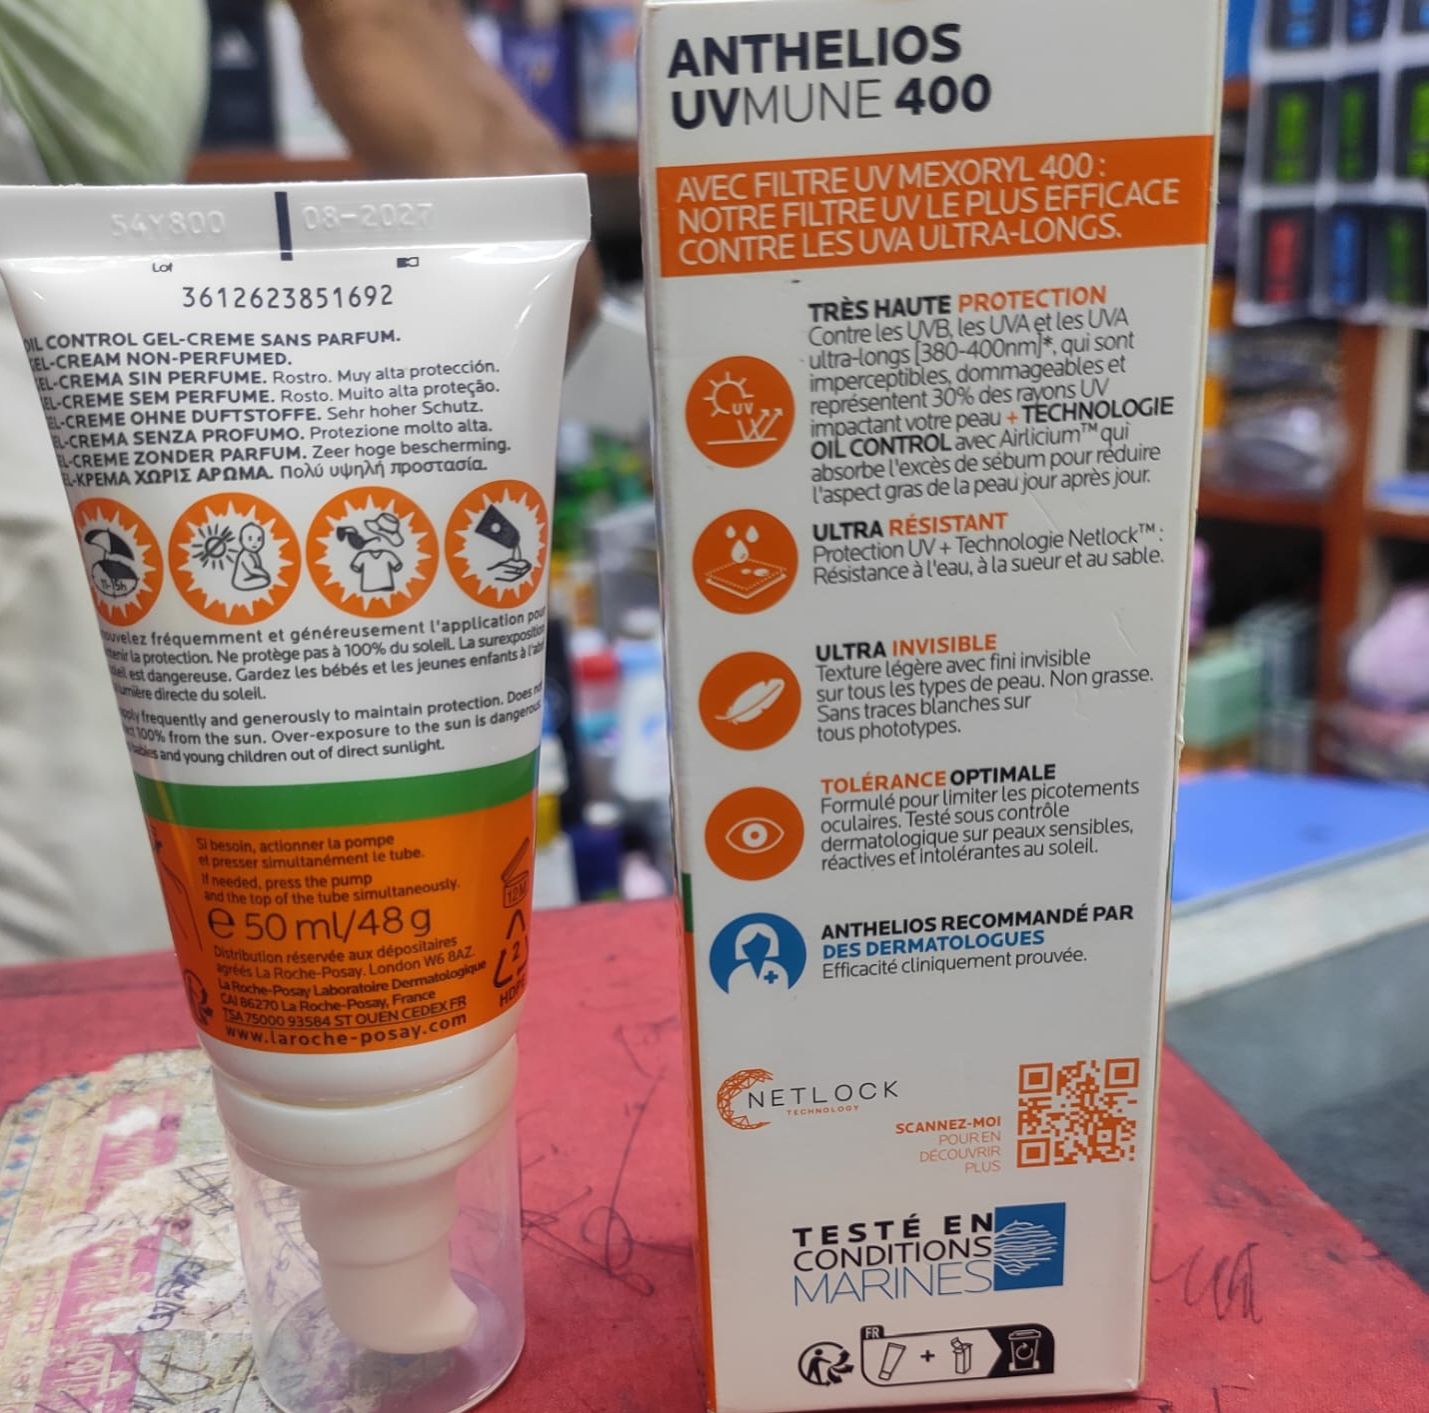 54Y800
08-2027
Lot
3612623851692
OIL CONTROL GEL-CREME SANS PARFUM.
EL-CREAM NON-PERFUMED.
EL-CREMA SIN PERFUME. Rostro. Muy alta protección.
EL-CREME SEM PERFUME. Rosto. Muito alta proteção.
L-CREME OHNE DUFTSTOFFE. Sehr hoher Schutz.
L-CREMA SENZA PROFUMO. Protezione molto alta.
L-CREME ZONDER PARFUM. Zeer hoge bescherming.
EL-ΚΡΕΜΑ ΧΩΡΙΣ ΑΡΩΜΑ. Πολύ υψηλή προστασία.
11-15h
ouvelez fréquemment et généreusement l'application pour
tenir la protection. Ne protège pas à 100% du soleil. La surexposition
leil est dangereuse. Gardez les bébés et les jeunes enfants à l'abri
lumière directe du soleil.
pply frequently and generously to maintain protection. Does not
ct 100% from the sun. Over-exposure to the sun is dangerous.
babies and young children out of direct sunlight.
Si besoin, actionner la pompe
et presser simultanément le tube.
If needed, press the pump
and the top of the tube simultaneously.
12M
e 50 ml/48 g
2
HDPE
Distribution réservée aux dépositaires
agréés La Roche-Posay. London W6 8AZ.
La Roche-Posay Laboratoire Dermatologique
CAI 86270 La Roche-Posay, France
TSA 75000 93584 ST OUEN CEDEX FR
www.laroche-posay.com
ANTHELIOS
UVMUNE 400
AVEC FILTRE UV MEXORYL 400 :
NOTRE FILTRE UV LE PLUS EFFICACE
CONTRE LES UVA ULTRA-LONGS.
UV
TRÈS HAUTE PROTECTION
Contre les UVB, les UVA et les UVA
ultra-longs [380-400nm]*, qui sont
imperceptibles, dommageables et
représentent 30% des rayons UV
impactant votre peau + TECHNOLOGIE
OIL CONTROL avec Airlicium™ qui
absorbe l'excès de sébum pour réduire
l'aspect gras de la peau jour après jour.
ULTRA RÉSISTANT
Protection UV + Technologie Netlock™ :
Résistance à l'eau, à la sueur et au sable.
ULTRA INVISIBLE
Texture légère avec fini invisible
sur tous les types de peau. Non grasse.
Sans traces blanches sur
tous phototypes.
TOLÉRANCE OPTIMALE
Formulé pour limiter les picotements
oculaires. Testé sous contrôle
dermatologique sur peaux sensibles,
réactives et intolérantes au soleil.
ANTHELIOS RECOMMANDÉ PAR
DES DERMATOLOGUES
Efficacité cliniquement prouvée.
NETLOCK
TECHNOLOGY
SCANNEZ-MOI
POUR EN
DÉCOUVRIR
PLUS
TESTÉ EN
CONDITIONS
MARINES
FR
+